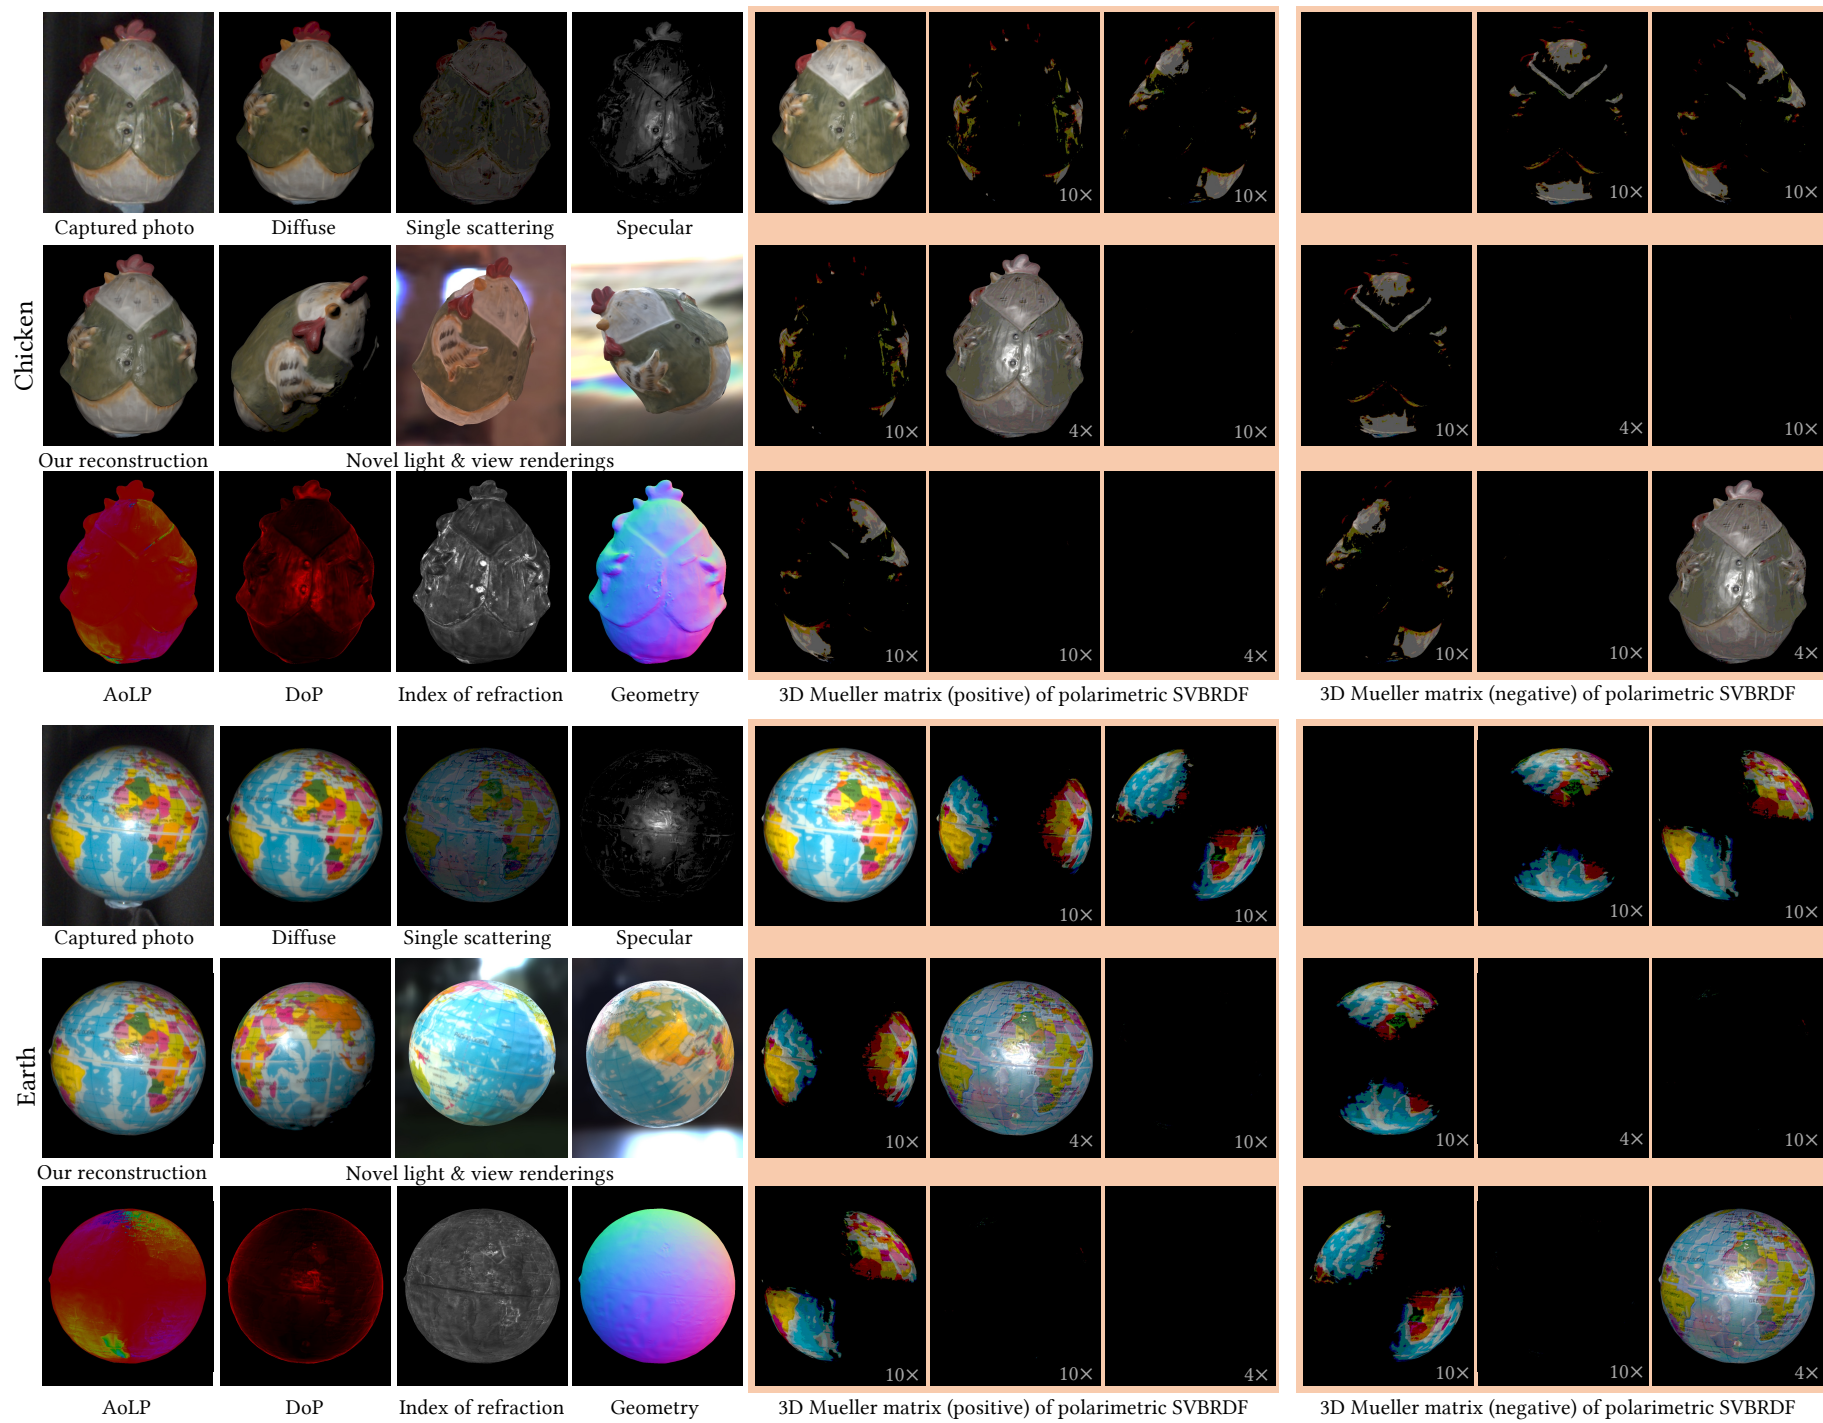 10×
10×
10×
10×
Captured photo
Diffuse
Single scattering
Specular
Chicken
10×
4×
10×
10×
4×
10×
Our reconstruction
Novel light & view renderings
10×
10×
4×
10×
10×
4×
AoLP
DoP
Index of refraction
Geometry
3D Mueller matrix (positive) of polarimetric SVBRDF
3D Mueller matrix (negative) of polarimetric SVBRDF
10×
10×
10×
10×
Captured photo
Diffuse
Single scattering
Specular
Earth
10×
4×
10×
10×
4×
10×
Our reconstruction
Novel light & view renderings
10×
10×
4×
10×
10×
4×
AoLP
DoP
Index of refraction
Geometry
3D Mueller matrix (positive) of polarimetric SVBRDF
3D Mueller matrix (negative) of polarimetric SVBRDF